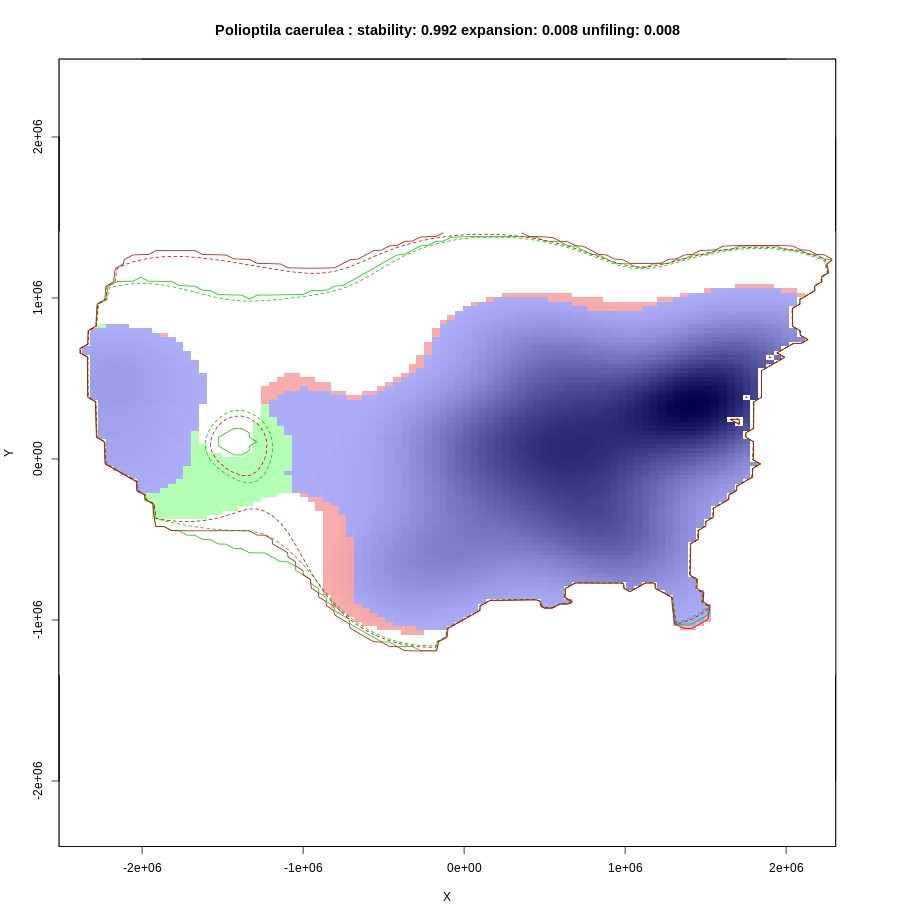 Polioptila caerulea : stability: 0.992 expansion: 0.008 unfiling: 0.008
2e+06
1e+06
0e+00
-1e+06
-2e+06
Y
-2e+06 -1e+06 0e+00 1e+06 2e+06
X